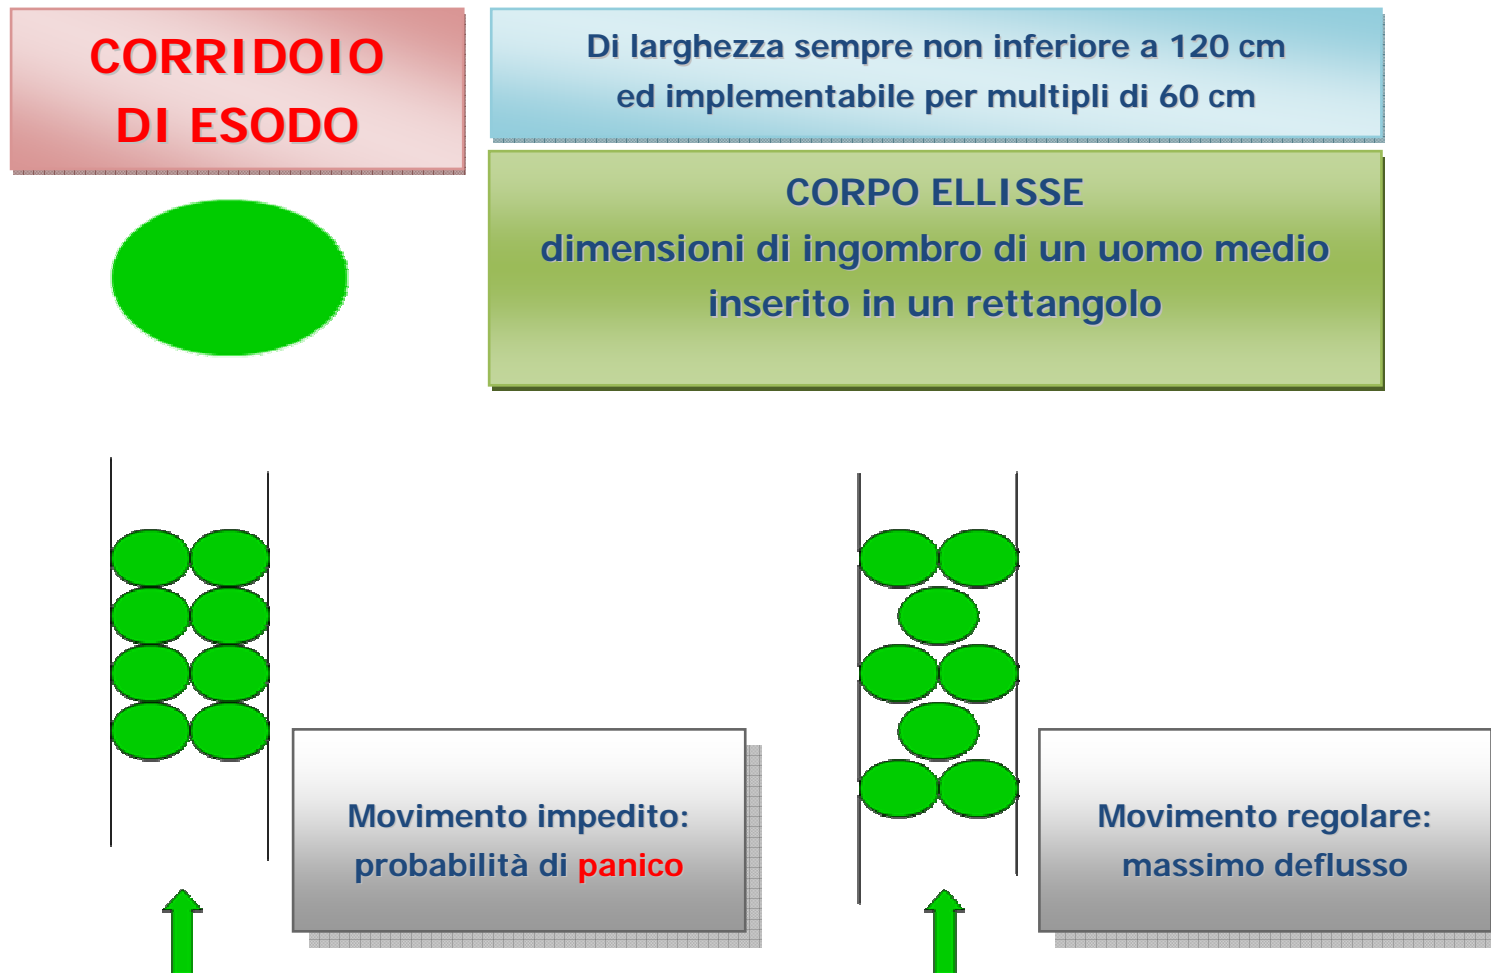 CORRIDOIO
DI ESODO
Di larghezza sempre non inferiore a 120 cm
ed implementabile per multipli di 60 cm
CORPO ELLISSE
dimensioni di ingombro di un uomo medio
inserito in un rettangolo
Movimento impedito:
probabilità di panico
Movimento regolare:
massimo deflusso